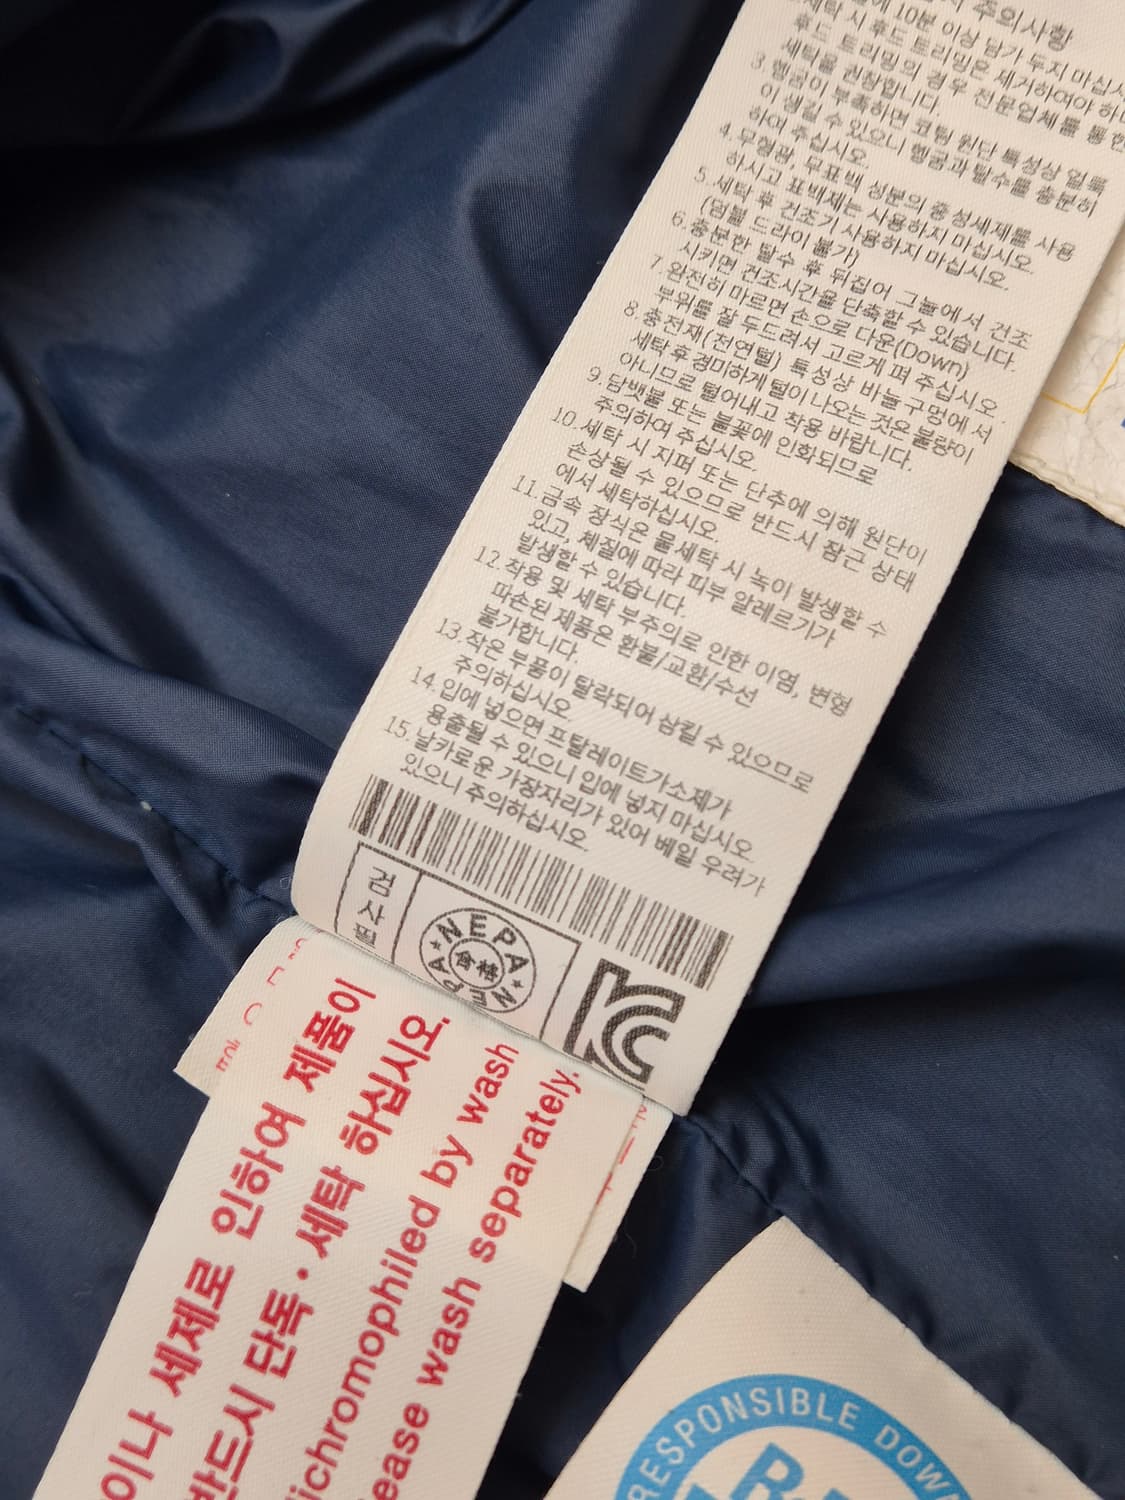 주의사항
10분 이상 담가 두지 마십시
세탁 시 후드 트리밍은 제거하여야 하
후드 트리밍의 경우 전문업체를 통한
세탁을 권장합니다.
3. 헹굼이 부족하면 코팅 원단 특성상 얼룩
이 생길 수 있으니 헹굼과 탈수를 충분히
하여 주십시오.
4. 무형광, 무표백 성분의 중성세제를 사용
하시고 표백제는 사용하지 마십시오.
5. 세탁 후 건조기 사용하지 마십시오.
(덤블 드라이 불가)
6. 충분한 탈수 후 뒤집어 그늘에서 건조
시키면 건조시간을 단축할 수 있습니다.
7. 완전히 마르면 손으로 다운(Down)
부위를 잘 두드려서 고르게 펴 주십시오.
8. 충전재(천연털) 특성상 바늘구멍에서
세탁 후 경미하게 털이 나오는 것은 불량이
아니므로 털어내고 착용 바랍니다.
9. 담뱃불 또는 불꽃에 인화되므로
주의하여 주십시오.
10. 세탁 시 지퍼 또는 단추에 의해 원단이
손상될 수 있으므로 반드시 잠근 상태
에서 세탁하십시오.
11. 금속 장식은 물세탁 시 녹이 발생할 수
있고, 체질에 따라 피부 알레르기가
발생할 수 있습니다.
12. 착용 및 세탁 부주의로 인한 이염, 변형
파손된 제품은 환불/교환/수선
불가합니다.
13. 작은 부품이 탈락되어 삼킬 수 있으므로
주의하십시오
14. 입에 넣으면 프탈레이트가소제가
용출될 수 있으니 입에 넣지 마십시오
15. 날카로운 가장자리가 있어 베일 우려가
있으니 주의하십시오
검사필
NEPA
合格
NEPA
KC
이나 세제로 인하여 제품이
반드시 단독·세탁 하십시오.
ichromophiled by wash
ease wash separately.
RESPONSIBLE DOWN